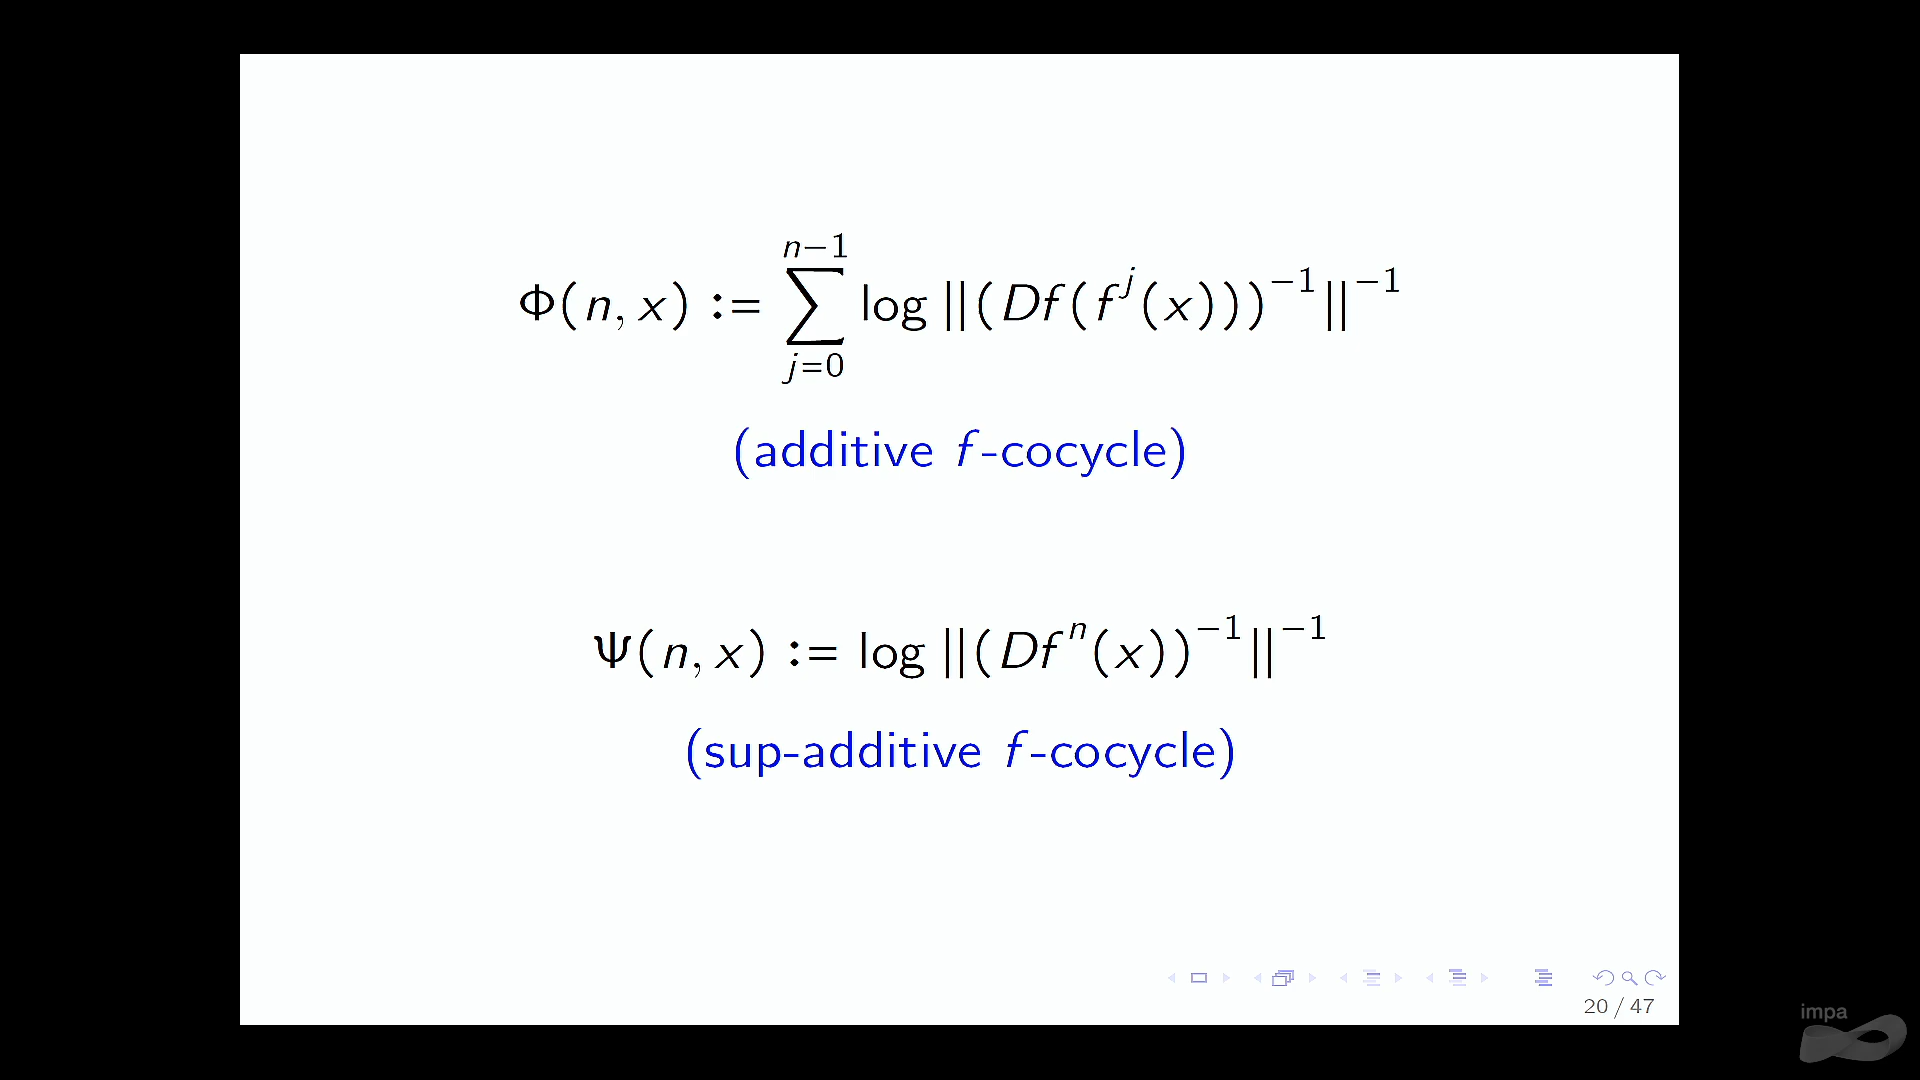 Φ(n, x) := ∑_{j=0}^{n−1} log ||(Df(f^j(x)))^{−1}||^{−1}
(additive f-cocycle)
Ψ(n, x) := log ||(Df^n(x))^{−1}||^{−1}
(sup-additive f-cocycle)
20 / 47
impa